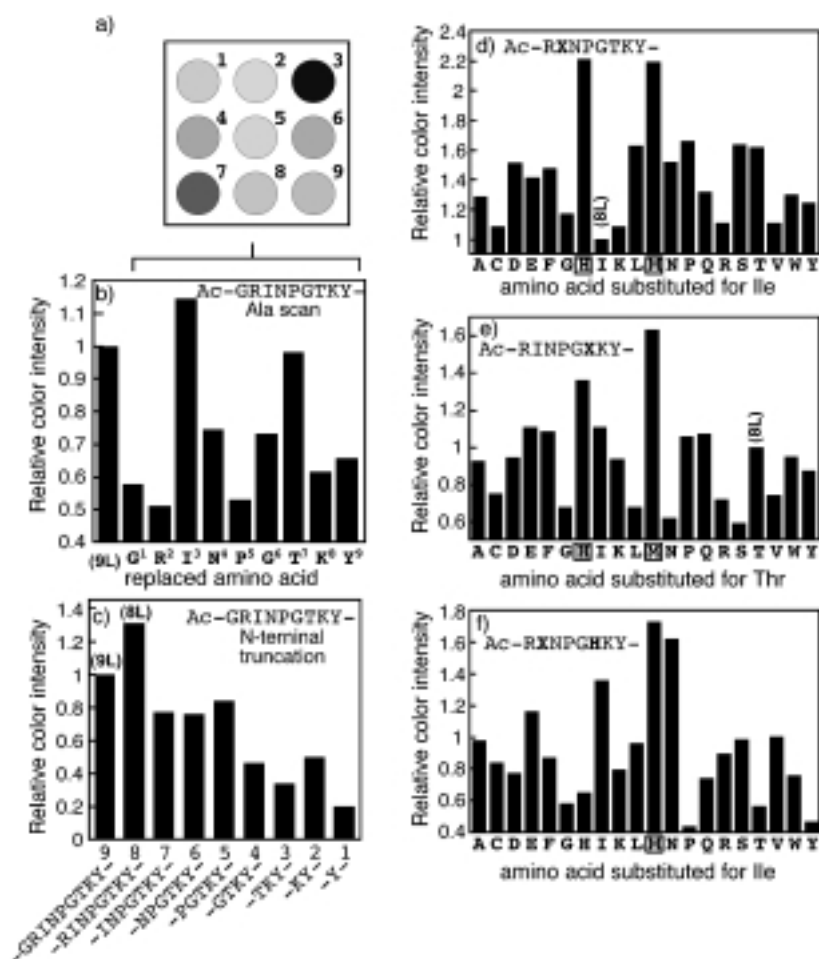 a)
1 2 3
4 5 6
7 8 9
b)
Ac-GRINPGTKY-
Ala scan
Relative color intensity
1.2
1.1
1
0.9
0.8
0.7
0.6
0.5
0.4
(9L) G1 R2 I3 N4 P5 G6 T7 K8 Y9
replaced amino acid
c)
Ac-GRINPGTKY-
N-terninal
truncation
(9L) (8L)
Relative color intensity
1.4
1.2
1
0.8
0.6
0.4
0.2
0
9 8 7 6 5 4 3 2 1
-GRINPGTKY-
-RINPGTKY-
-INPGTKY-
-NPGTKY-
-PGTKY-
-GTKY-
-TKY-
-KY-
-Y-
d)
Ac-RXNPGTKY-
Relative color intensity
2.4
2.2
2
1.8
1.6
1.4
1.2
1
(8L)
A C D E F G H I K L M N P Q R S T V W Y
amino acid substituted for Ile
e)
Ac-RINPGXKY-
Relative color intensity
1.6
1.4
1.2
1
0.8
0.6
(8L)
A C D E F G H I K L M N P Q R S T V W Y
amino acid substituted for Thr
f)
Ac-RXNPGHKY-
Relative color intensity
1.8
1.6
1.4
1.2
1
0.8
0.6
0.4
A C D E F G H I K L M N P Q R S T V W Y
amino acid substituted for Ile